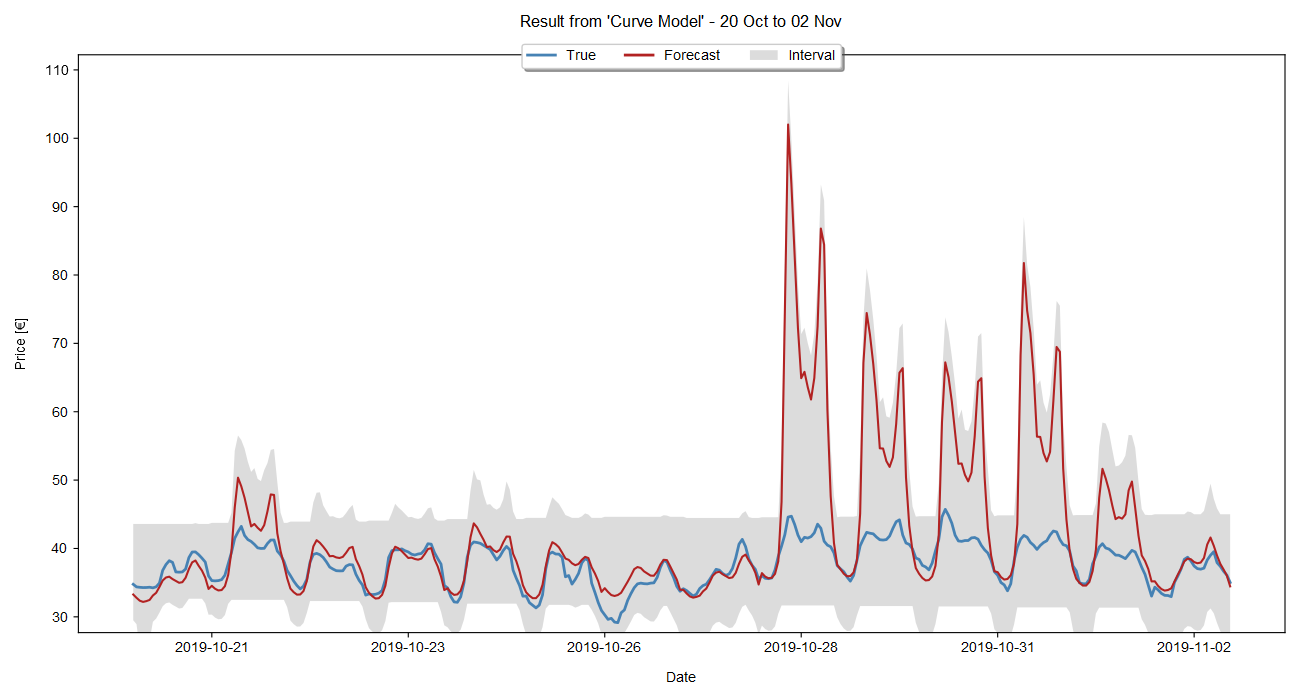 Result from 'Curve Model' - 20 Oct to 02 Nov
True Forecast Interval
110
100
90
80
70
60
50
40
30
Price [€]
2019-10-21 2019-10-23 2019-10-26 2019-10-28 2019-10-31 2019-11-02
Date